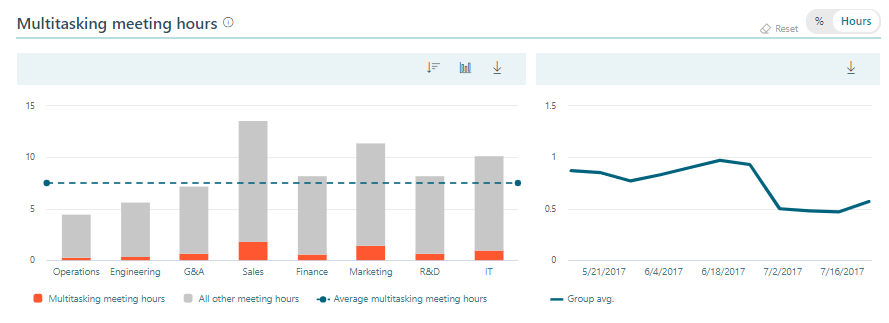 Multitasking meeting hours
Reset % Hours
15
10
5
0
Operations Engineering G&A Sales Finance Marketing R&D IT
Multitasking meeting hours All other meeting hours Average multitasking meeting hours
1.5
1
0.5
0
5/21/2017 6/4/2017 6/18/2017 7/2/2017 7/16/2017
Group avg.